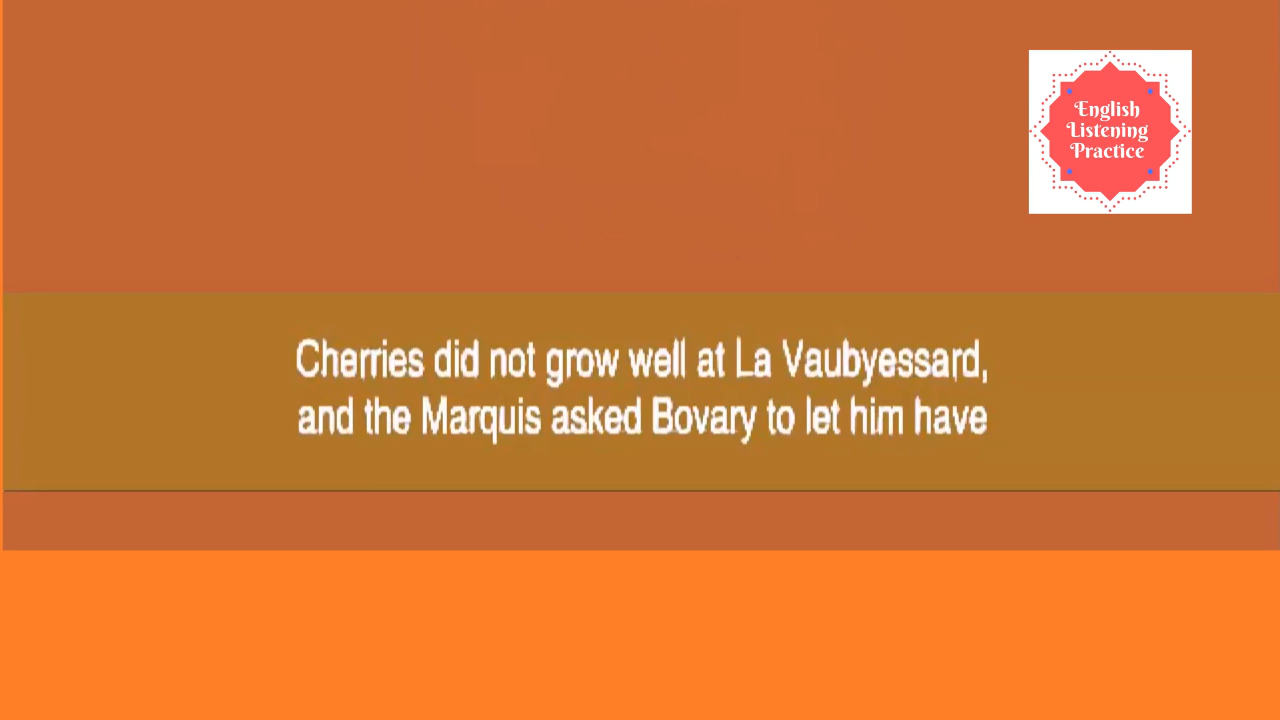 English
Listening
Practice
Cherries did not grow well at La Vaubyessard,
and the Marquis asked Bovary to let him have